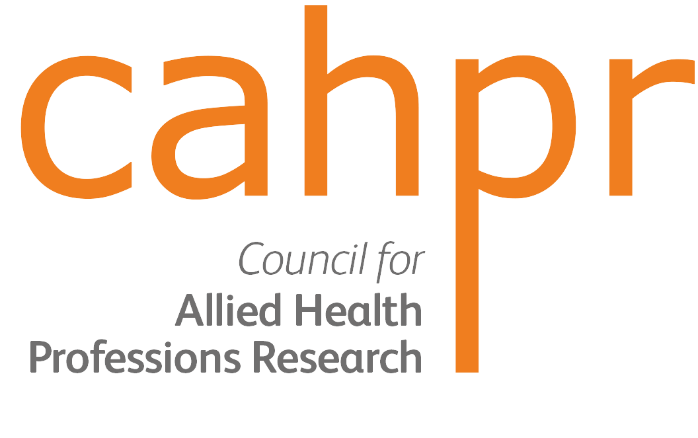 cahpr
Council for
Allied Health
Professions Research